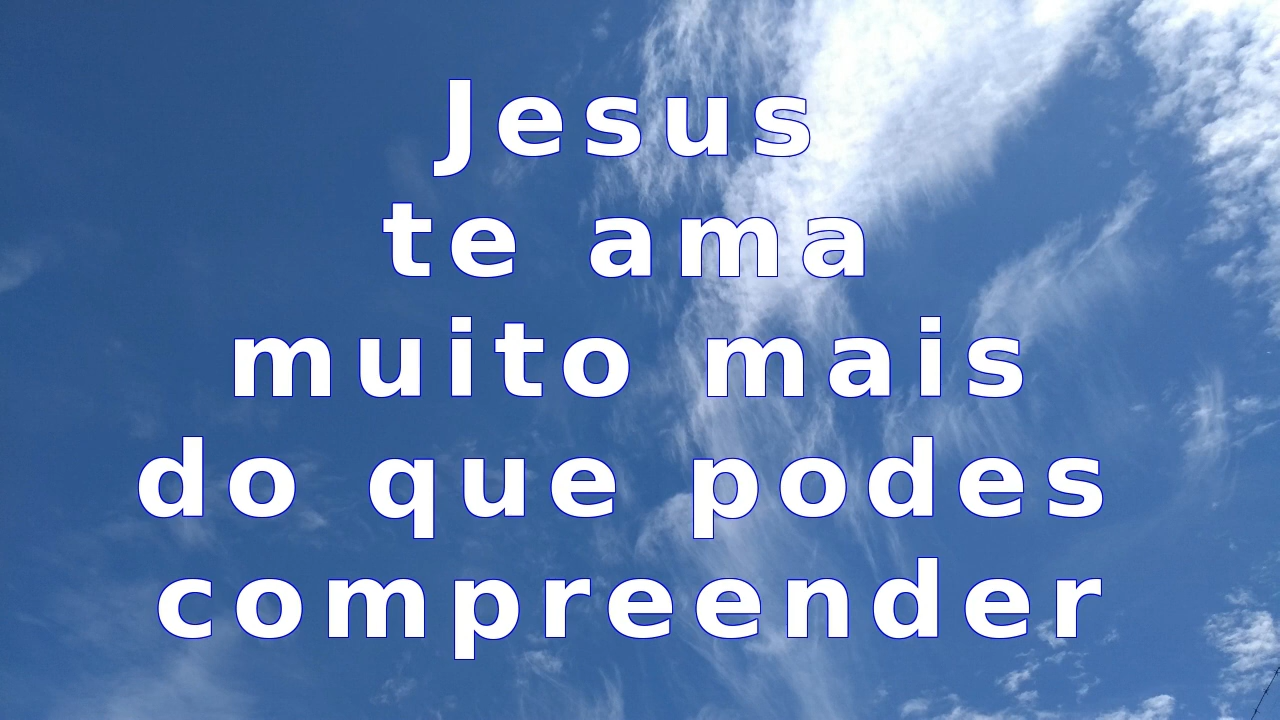 Jesus
te ama
muito mais
do que podes
compreender